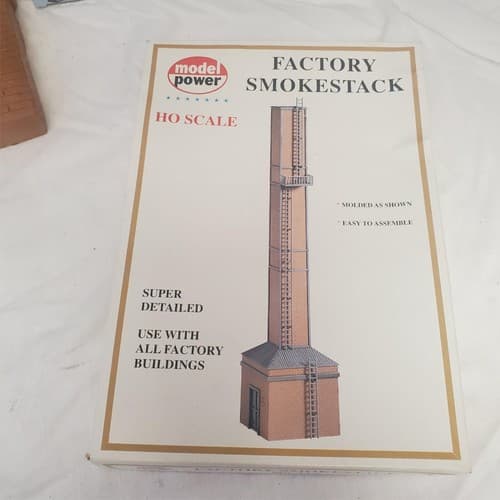 model
power
FACTORY
SMOKESTACK
HO SCALE
* MOLDED AS SHOWN
* EASY TO ASSEMBLE
SUPER
DETAILED
USE WITH
ALL FACTORY
BUILDINGS